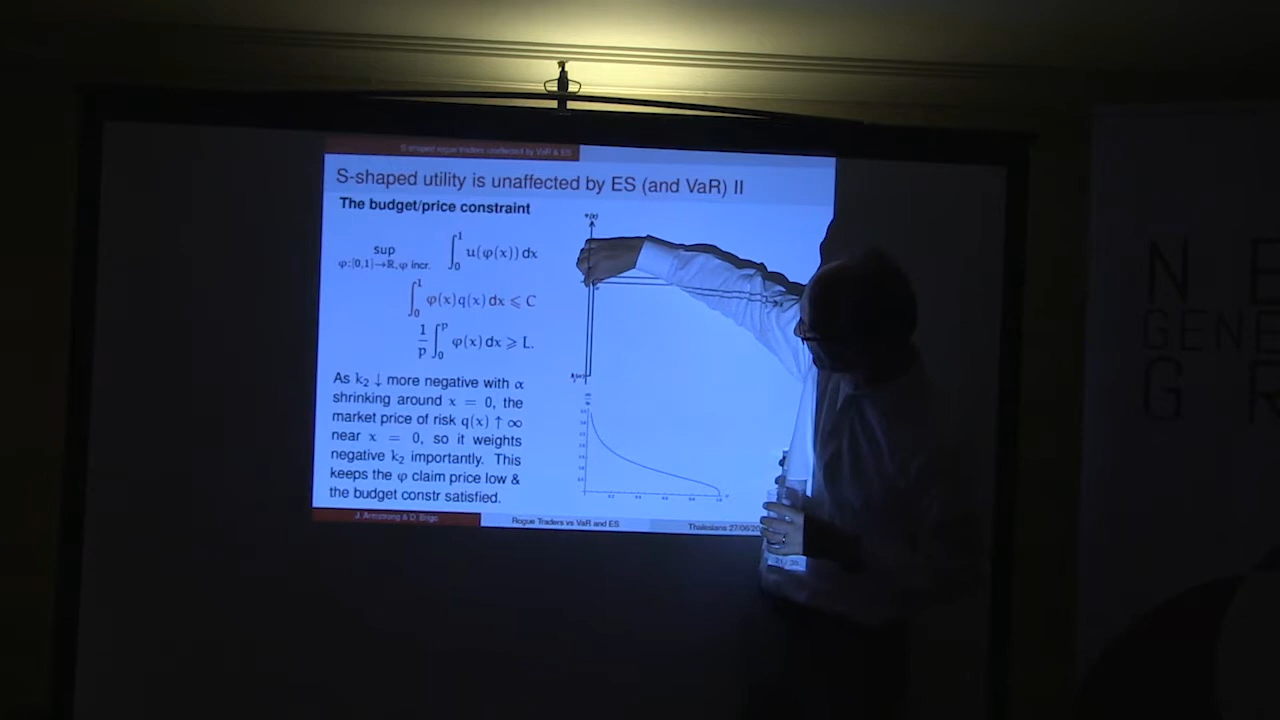 S-shaped rogue traders unaffected by VaR & ES
S-shaped utility is unaffected by ES (and VaR) II
The budget/price constraint
sup φ:[0,1]→ℝ,φ incr. ∫₀¹ u(φ(x)) dx
∫₀¹ φ(x)q(x) dx ⩽ C
1/p ∫₀ᵖ φ(x) dx ⩾ L.
As k₂ ↓ more negative with α
shrinking around x = 0, the
market price of risk q(x) ↑ ∞
near x = 0, so it weights
negative k₂ importantly. This
keeps the φ claim price low &
the budget constr satisfied.
J. Armstrong & D. Brigo
Rogue Traders vs VaR and ES
Thalesians 27/06/20
N E
GENE
G R